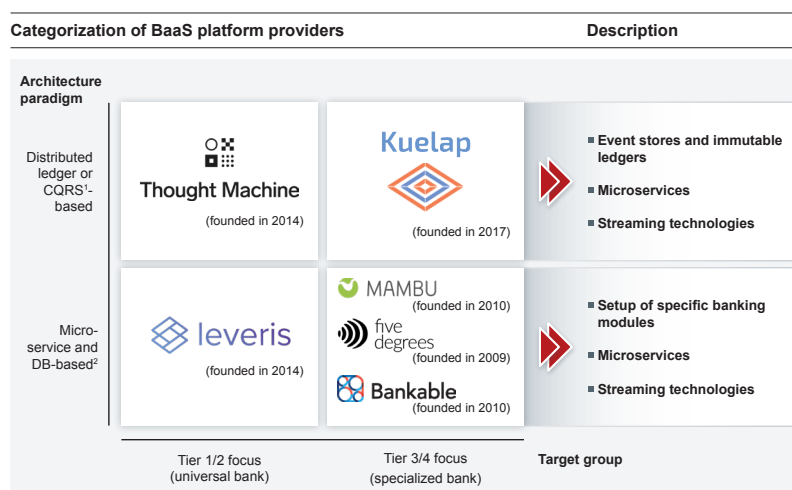 Categorization of BaaS platform providers
Description
Architecture
paradigm
Distributed
ledger or
CQRS¹-
based
Thought Machine
(founded in 2014)
Kuelap
(founded in 2017)
Event stores and immutable
ledgers
Microservices
Streaming technologies
Micro-
service and
DB-based²
leveris
(founded in 2014)
MAMBU
(founded in 2010)
five
degrees
(founded in 2009)
Bankable
(founded in 2010)
Setup of specific banking
modules
Microservices
Streaming technologies
Tier 1/2 focus
(universal bank)
Tier 3/4 focus
(specialized bank)
Target group